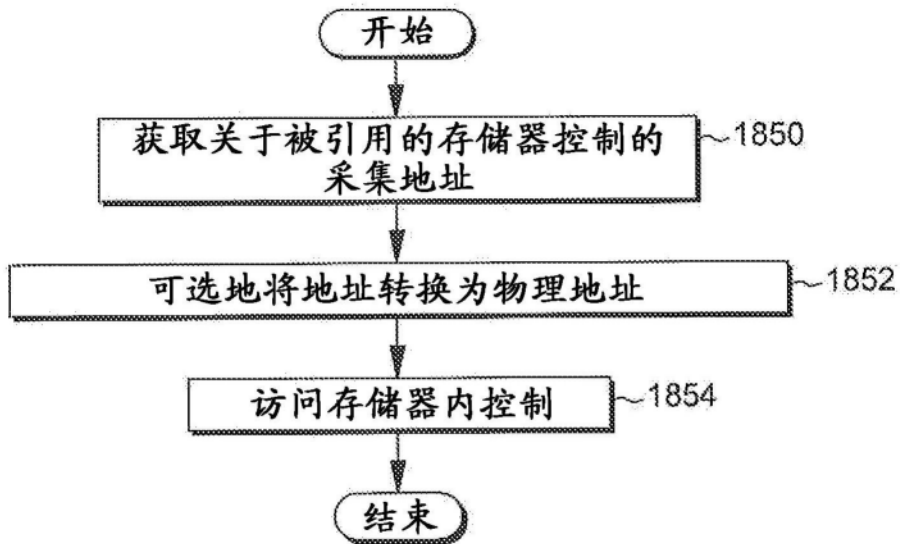 开始
获取关于被引用的存储器控制的
采集地址
1850
可选地将地址转换为物理地址
1852
访问存储器内控制
1854
结束